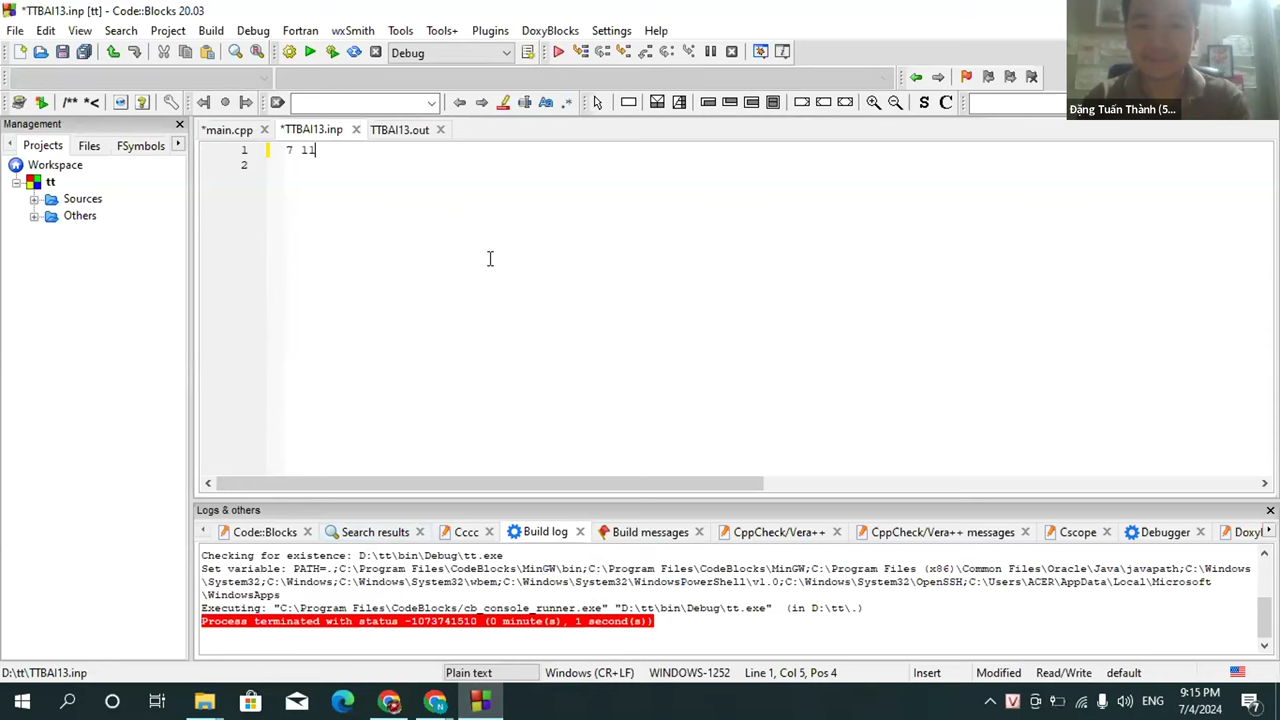 *TTBAI13.inp [tt] - Code::Blocks 20.03
File Edit View Search Project Build Debug Fortran wxSmith Tools Tools+ Plugins DoxyBlocks Settings Help
Debug
/** *<
S C
Đặng Tuấn Thành (5...
Management
Projects Files FSymbols
Workspace
tt
Sources
Others
*main.cpp *TTBAI13.inp TTBAI13.out
1 7 11
2
Logs & others
Code::Blocks Search results Cccc Build log Build messages CppCheck/Vera++ CppCheck/Vera++ messages Cscope Debugger DoxyI
Checking for existence: D:\tt\bin\Debug\tt.exe
Set variable: PATH=.;C:\Program Files\CodeBlocks\MinGW\bin;C:\Program Files\CodeBlocks\MinGW;C:\Program Files (x86)\Common Files\Oracle\Java\javapath;C:\Windows
\System32;C:\Windows;C:\Windows\System32\wbem;C:\Windows\System32\WindowsPowerShell\v1.0;C:\Windows\System32\OpenSSH;C:\Users\ACER\AppData\Local\Microsoft
\WindowsApps
Executing: "C:\Program Files\CodeBlocks/cb_console_runner.exe" "D:\tt\bin\Debug\tt.exe" (in D:\tt\.)
Process terminated with status -1073741510 (0 minute(s), 1 second(s))
D:\tt\TTBAI13.inp Plain text Windows (CR+LF) WINDOWS-1252 Line 1, Col 5, Pos 4 Insert Modified Read/Write default
ENG
9:15 PM
7/4/2024
7